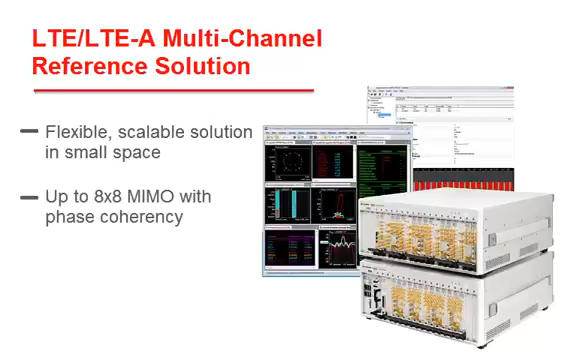 LTE/LTE-A Multi-Channel
Reference Solution
Flexible, scalable solution
in small space
Up to 8x8 MIMO with
phase coherency